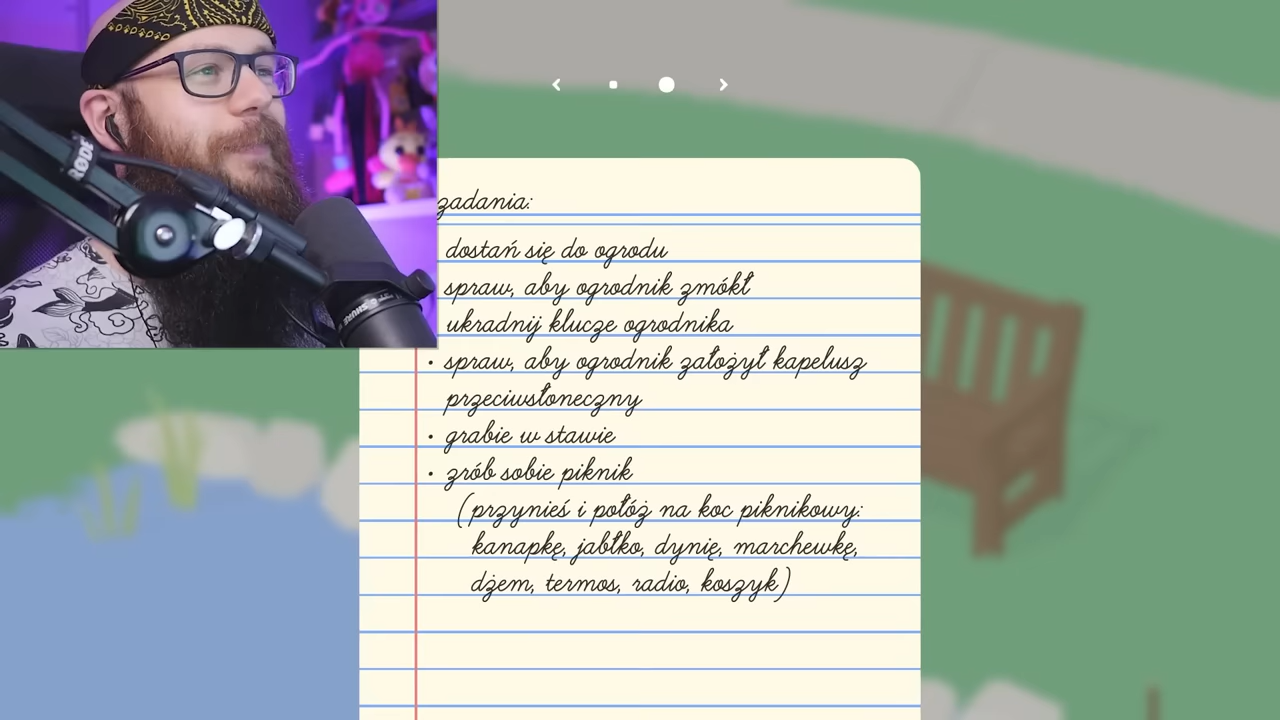 RØDE
zadania:
dostań się do ogrodu
spraw, aby ogrodnik zmókł
ukradnij klucze ogrodnika
• spraw, aby ogrodnik założył kapelusz
przeciwsłoneczny
• grabie w stawie
• zrób sobie piknik
(przynieś i połóż na koc piknikowy:
kanapkę, jabłko, dynię, marchewkę,
dżem, termos, radio, koszyk)